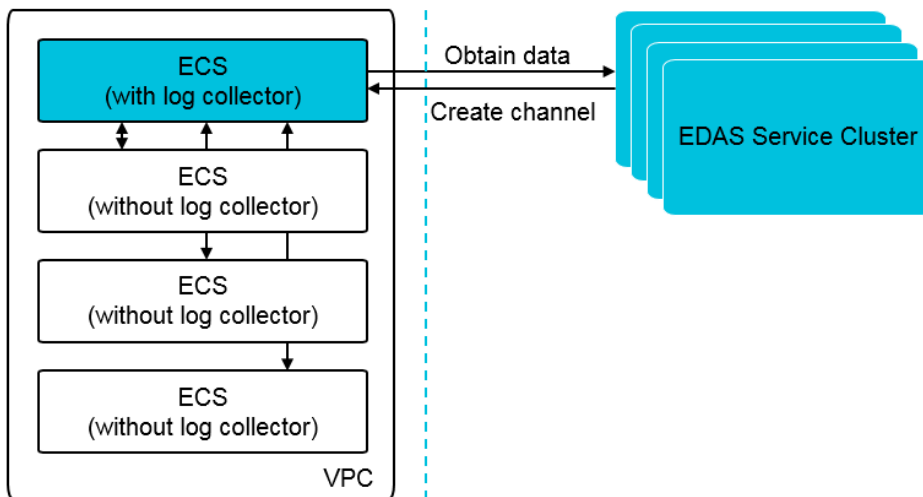 ECS
(with log collector)
Obtain data
Create channel
EDAS Service Cluster
ECS
(without log collector)
ECS
(without log collector)
ECS
(without log collector)
VPC